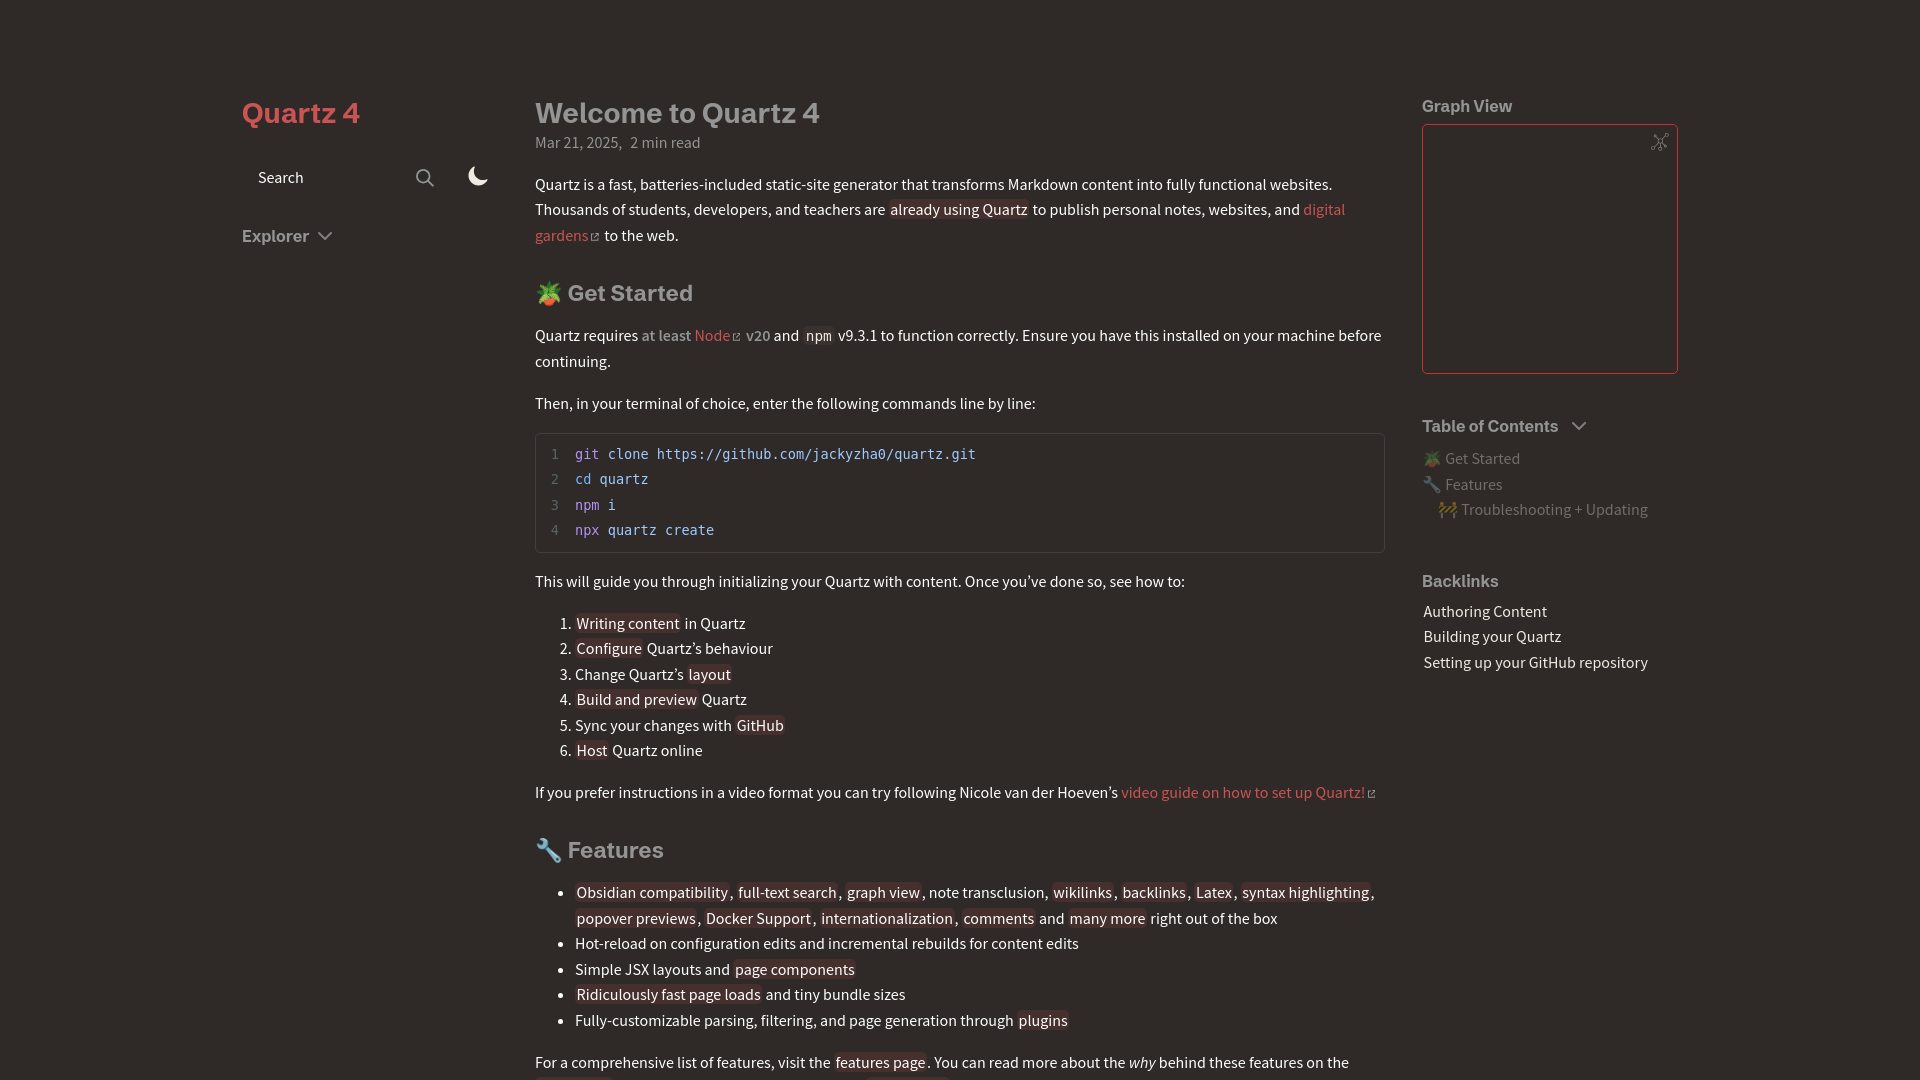 Quartz 4
Search
Explorer
Welcome to Quartz 4
Mar 21, 2025, 2 min read
Quartz is a fast, batteries-included static-site generator that transforms Markdown content into fully functional websites.
Thousands of students, developers, and teachers are already using Quartz to publish personal notes, websites, and digital
gardens to the web.
🪴 Get Started
Quartz requires at least Node v20 and npm v9.3.1 to function correctly. Ensure you have this installed on your machine before
continuing.
Then, in your terminal of choice, enter the following commands line by line:
1 git clone https://github.com/jackyzha0/quartz.git
2 cd quartz
3 npm i
4 npx quartz create
This will guide you through initializing your Quartz with content. Once you’ve done so, see how to:
1. Writing content in Quartz
2. Configure Quartz’s behaviour
3. Change Quartz’s layout
4. Build and preview Quartz
5. Sync your changes with GitHub
6. Host Quartz online
If you prefer instructions in a video format you can try following Nicole van der Hoeven’s video guide on how to set up Quartz!
🔧 Features
• Obsidian compatibility, full-text search, graph view, note transclusion, wikilinks, backlinks, Latex, syntax highlighting,
popover previews, Docker Support, internationalization, comments and many more right out of the box
• Hot-reload on configuration edits and incremental rebuilds for content edits
• Simple JSX layouts and page components
• Ridiculously fast page loads and tiny bundle sizes
• Fully-customizable parsing, filtering, and page generation through plugins
For a comprehensive list of features, visit the features page. You can read more about the why behind these features on the
Graph View
Table of Contents
🪴 Get Started
🔧 Features
🚧 Troubleshooting + Updating
Backlinks
Authoring Content
Building your Quartz
Setting up your GitHub repository